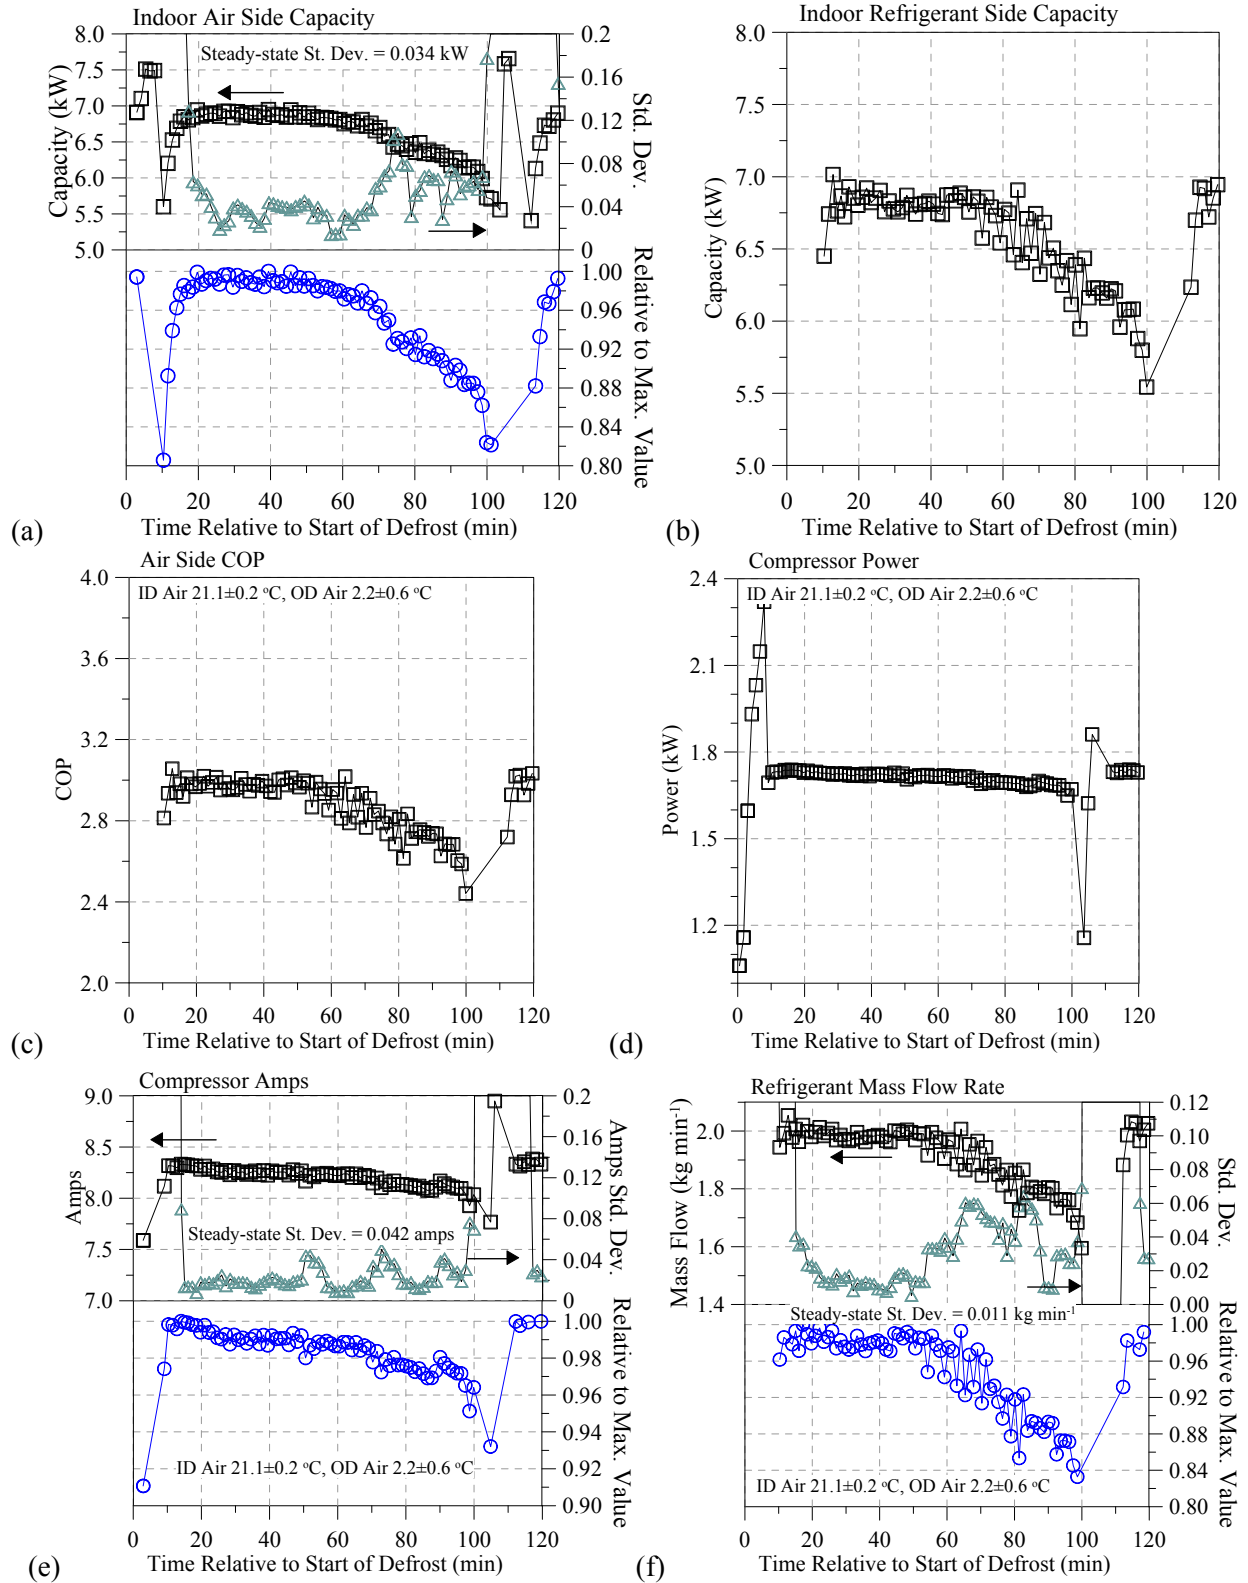 Indoor Air Side Capacity
8.0
7.5
7.0
6.5
6.0
5.5
5.0
Capacity (kW)
Steady-state St. Dev. = 0.034 kW
0.2
0.16
0.12
0.08
0.04
0
Std. Dev.
1.00
0.96
0.92
0.88
0.84
0.80
Relative to Max. Value
0 20 40 60 80 100 120
Time Relative to Start of Defrost (min)
(a)
Indoor Refrigerant Side Capacity
8.0
7.5
7.0
6.5
6.0
5.5
5.0
Capacity (kW)
0 20 40 60 80 100 120
Time Relative to Start of Defrost (min)
(b)
Air Side COP
4.0
3.6
3.2
2.8
2.4
2.0
COP
ID Air 21.1±0.2 °C, OD Air 2.2±0.6 °C
0 20 40 60 80 100 120
Time Relative to Start of Defrost (min)
(c)
Compressor Power
2.4
2.1
1.8
1.5
1.2
Power (kW)
ID Air 21.1±0.2 °C, OD Air 2.2±0.6 °C
0 20 40 60 80 100 120
Time Relative to Start of Defrost (min)
(d)
Compressor Amps
9.0
8.5
8.0
7.5
7.0
Amps
Steady-state St. Dev. = 0.042 amps
0.2
0.16
0.12
0.08
0.04
0
Amps Std. Dev.
1.00
0.98
0.96
0.94
0.92
0.90
Relative to Max. Value
ID Air 21.1±0.2 °C, OD Air 2.2±0.6 °C
0 20 40 60 80 100 120
Time Relative to Start of Defrost (min)
(e)
Refrigerant Mass Flow Rate
2.0
1.8
1.6
1.4
Mass Flow (kg min⁻¹)
0.12
0.10
0.08
0.06
0.04
0.02
0.00
Std. Dev.
Steady-state St. Dev. = 0.011 kg min⁻¹
1.00
0.96
0.92
0.88
0.84
0.80
Relative to Max. Value
ID Air 21.1±0.2 °C, OD Air 2.2±0.6 °C
0 20 40 60 80 100 120
Time Relative to Start of Defrost (min)
(f)